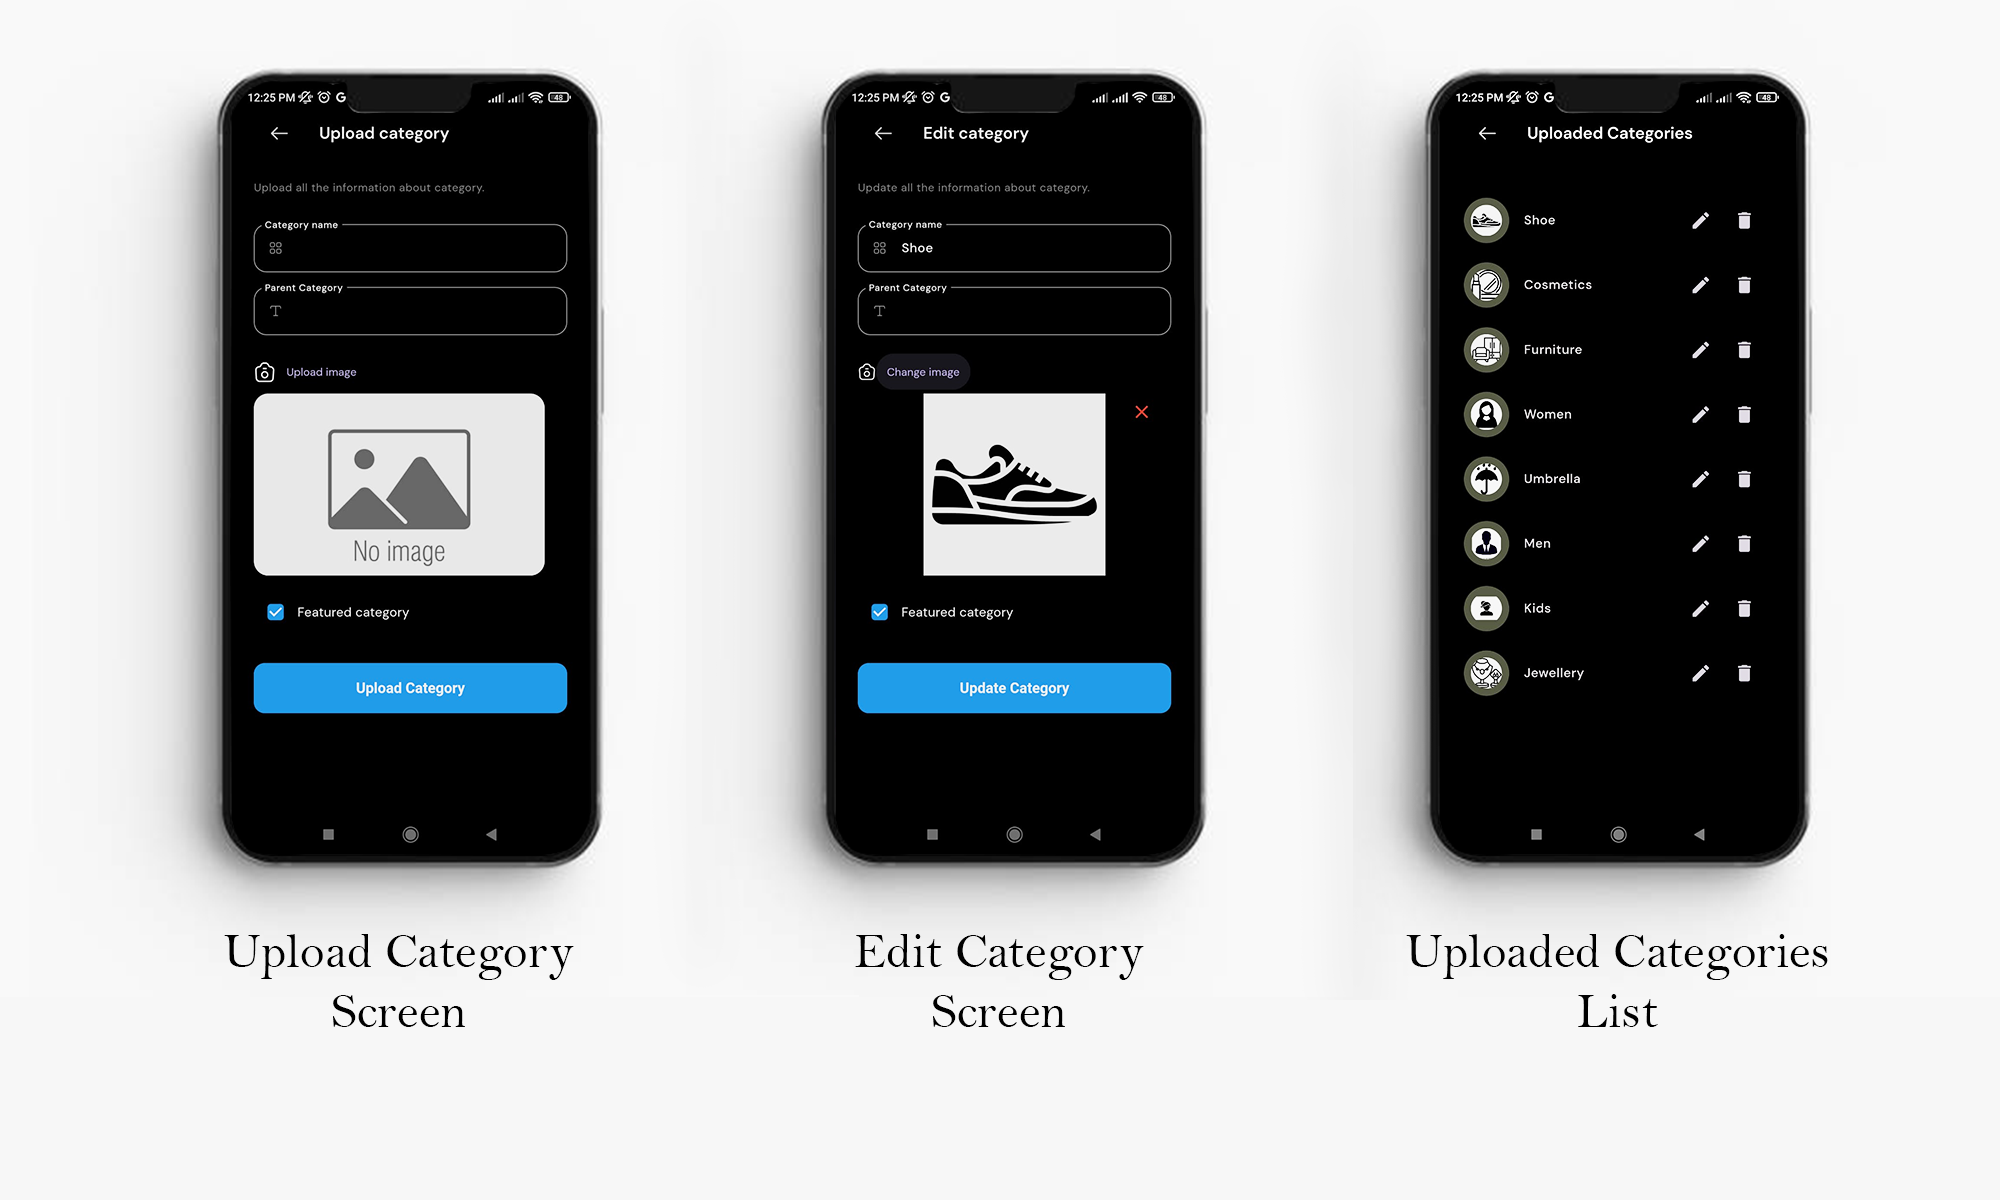 12:25 PM G 48
Upload category
Upload all the information about category.
Category name
Parent Category
T
Upload image
No image
Featured category
Upload Category
Upload Category
Screen
12:25 PM G 48
Edit category
Update all the information about category.
Category name
Shoe
Parent Category
T
Change image
Featured category
Update Category
Edit Category
Screen
12:25 PM G 48
Uploaded Categories
Shoe
Cosmetics
Furniture
Women
Umbrella
Men
Kids
Jewellery
Uploaded Categories
List